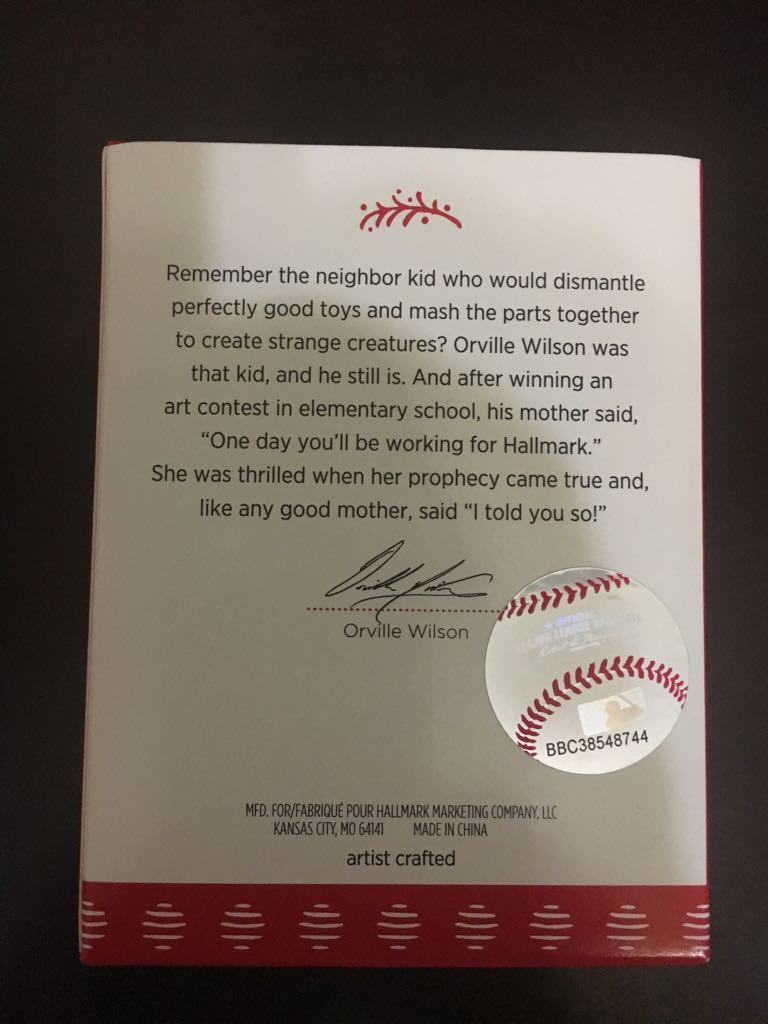 Remember the neighbor kid who would dismantle
perfectly good toys and mash the parts together
to create strange creatures? Orville Wilson was
that kid, and he still is. And after winning an
art contest in elementary school, his mother said,
“One day you’ll be working for Hallmark.”
She was thrilled when her prophecy came true and,
like any good mother, said “I told you so!”
Orville Wilson
Orville Wilson
MAJOR LEAGUE
BBC38548744
MFD. FOR/FABRIQUÉ POUR HALLMARK MARKETING COMPANY, LLC
KANSAS CITY, MO 64141 MADE IN CHINA
artist crafted